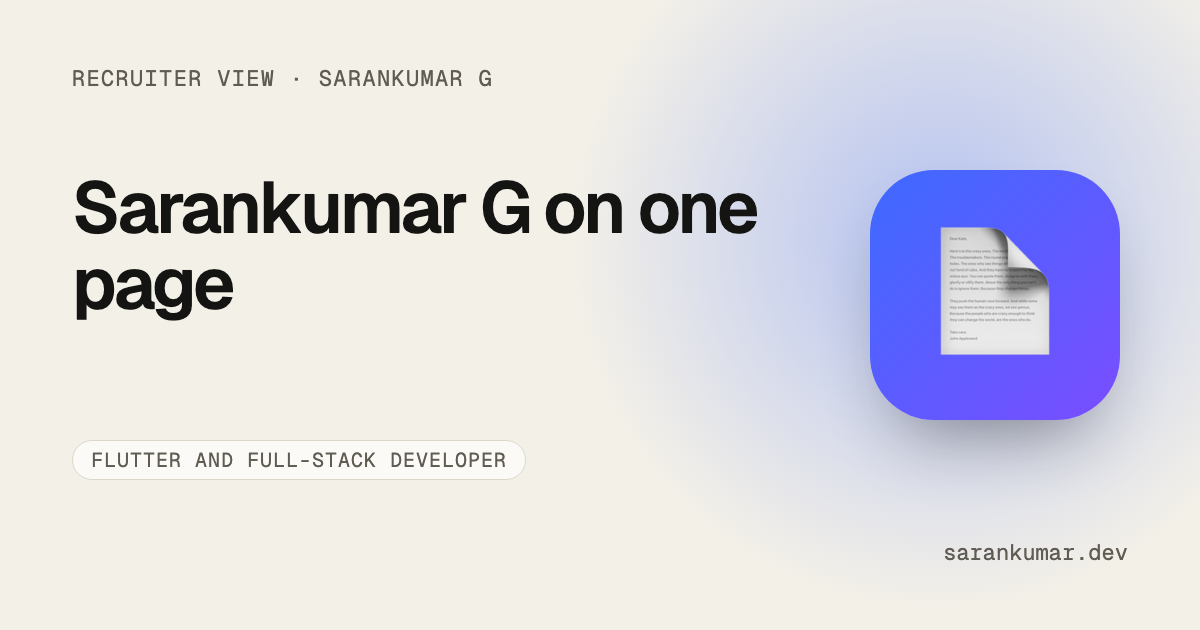 RECRUITER VIEW · SARANKUMAR G
Sarankumar G on one
page
FLUTTER AND FULL-STACK DEVELOPER
sarankumar.dev